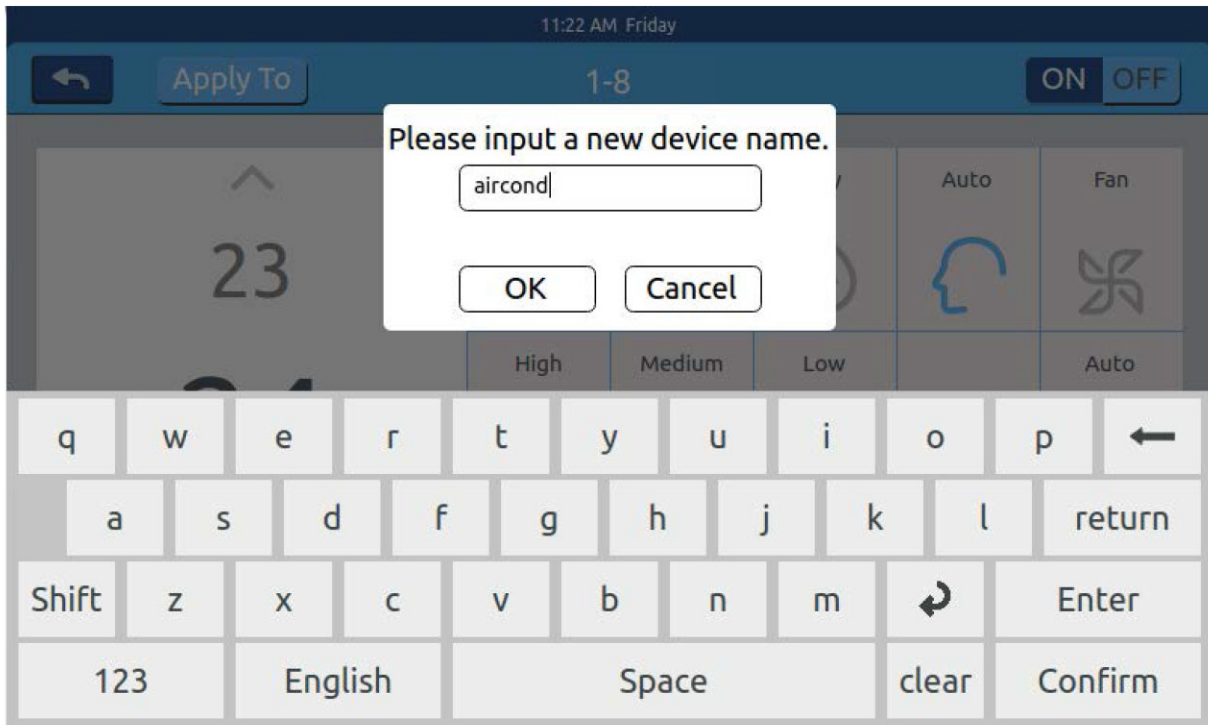 11:22 AM Friday
Apply To
1-8
ON OFF
Please input a new device name.
aircond
OK Cancel
Auto Fan
23
High Medium Low Auto
q w e r t y u i o p
a s d f g h j k l return
Shift z x c v b n m Enter
123 English Space clear Confirm